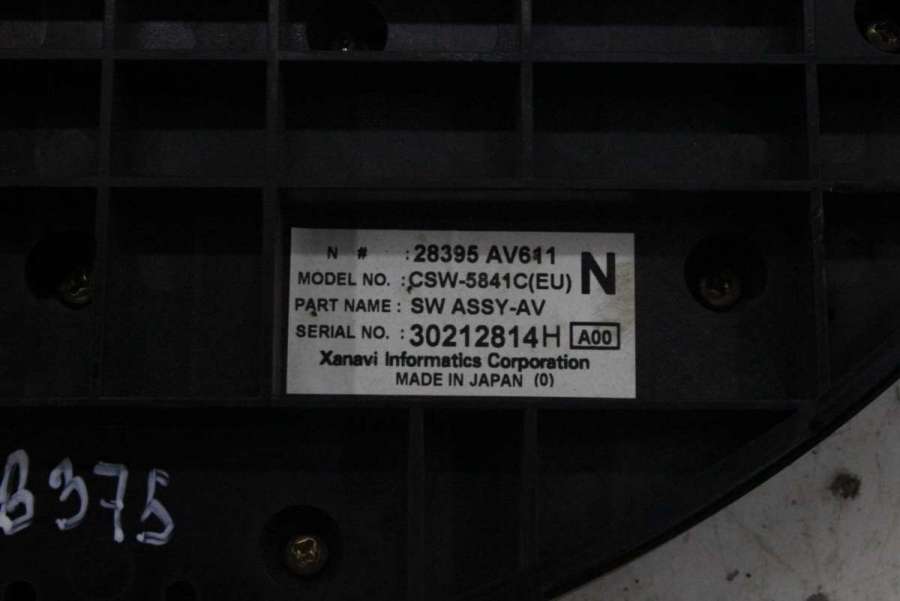 N # : 28395 AV611 N
MODEL NO. : CSW-5841C(EU)
PART NAME : SW ASSY-AV
SERIAL NO. : 30212814H A00
Xanavi Informatics Corporation
MADE IN JAPAN (0)
B375